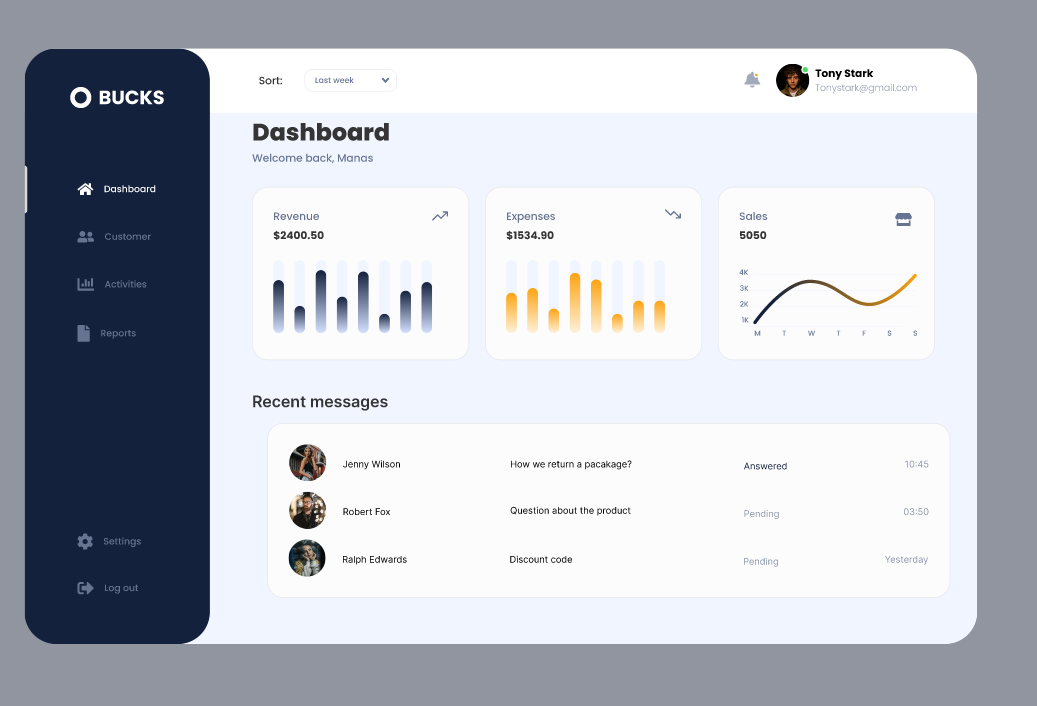 BUCKS
Dashboard
Customer
Activities
Reports
Settings
Log out
Sort: Last week
Tony Stark
Tonystark@gmail.com
Dashboard
Welcome back, Manas
Revenue
$2400.50
Expenses
$1534.90
Sales
5050
4K
3K
2K
1K
M T W T F S S
Recent messages
Jenny Wilson How we return a pacakage? Answered 10:45
Robert Fox Question about the product Pending 03:50
Ralph Edwards Discount code Pending Yesterday